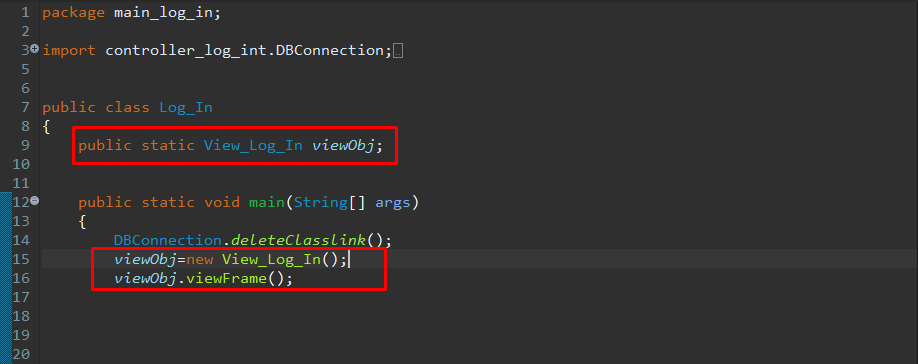 1 package main_log_in;
2
3 import controller_log_int.DBConnection;
5
6
7 public class Log_In
8 {
9 public static View_Log_In viewObj;
10
11
12 public static void main(String[] args)
13 {
14 DBConnection.deleteClasslink();
15 viewObj=new View_Log_In();
16 viewObj.viewFrame();
17
18
19
20